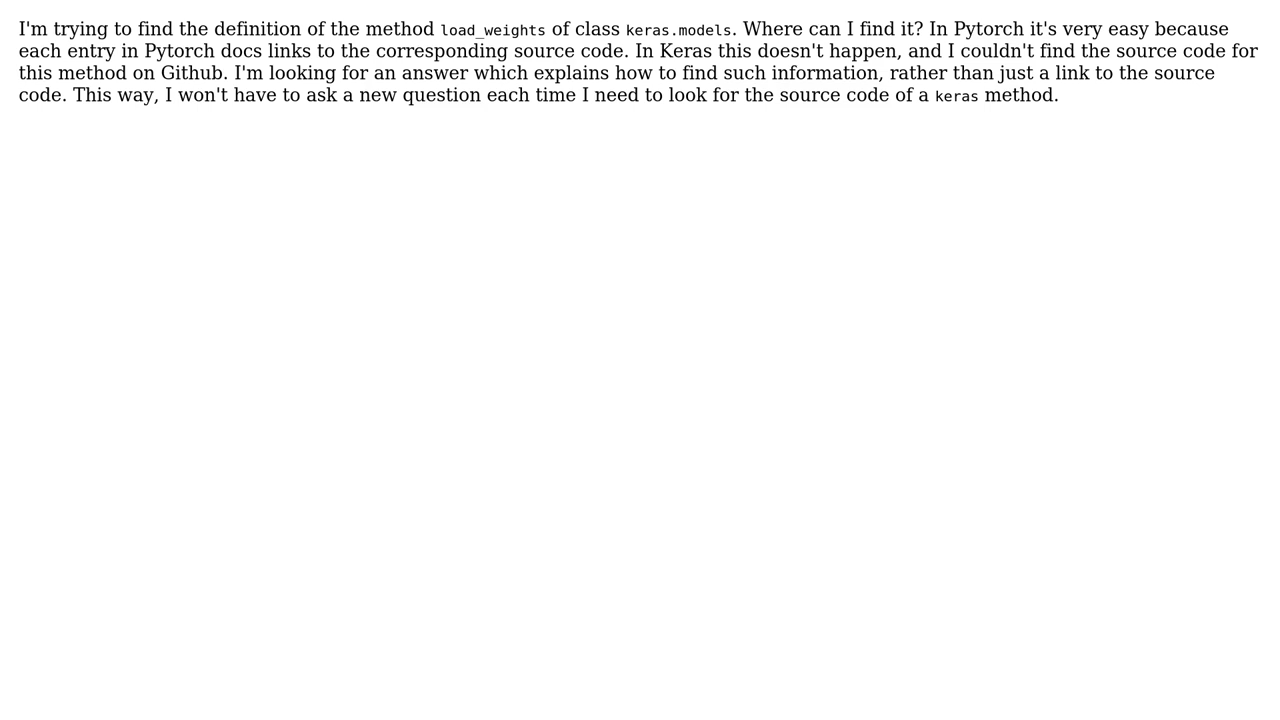 I'm trying to find the definition of the method load_weights of class keras.models. Where can I find it? In Pytorch it's very easy because
each entry in Pytorch docs links to the corresponding source code. In Keras this doesn't happen, and I couldn't find the source code for
this method on Github. I'm looking for an answer which explains how to find such information, rather than just a link to the source
code. This way, I won't have to ask a new question each time I need to look for the source code of a keras method.